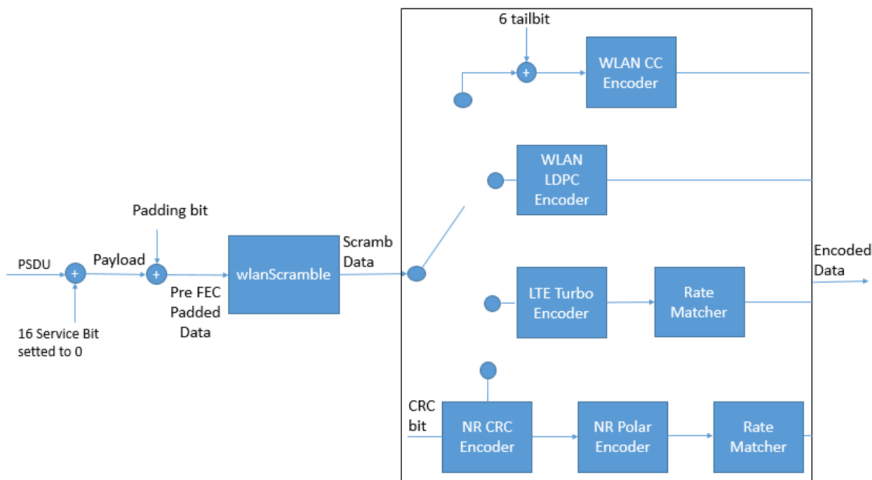 6 tailbit
+
WLAN CC
Encoder
WLAN
LDPC
Encoder
Padding bit
PSDU
+
Payload
+
Pre FEC
Padded
Data
16 Service Bit
setted to 0
wlanScramble
Scramb
Data
LTE Turbo
Encoder
Rate
Matcher
Encoded
Data
CRC
bit
NR CRC
Encoder
NR Polar
Encoder
Rate
Matcher